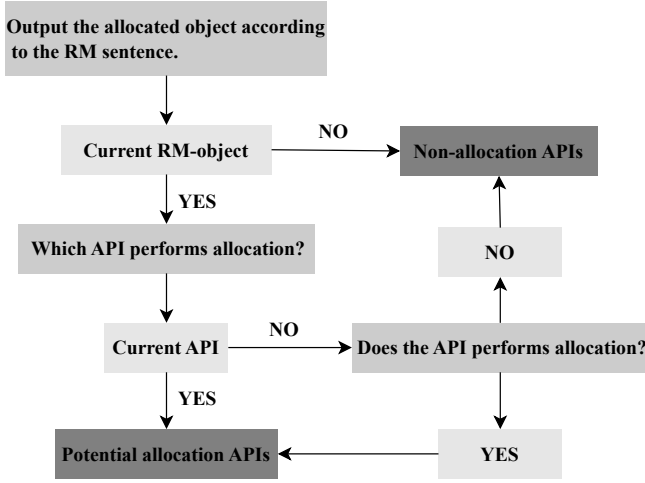 Output the allocated object according
to the RM sentence.
NO
Current RM-object
Non-allocation APIs
YES
Which API performs allocation?
NO
NO
Current API
Does the API performs allocation?
YES
Potential allocation APIs
YES